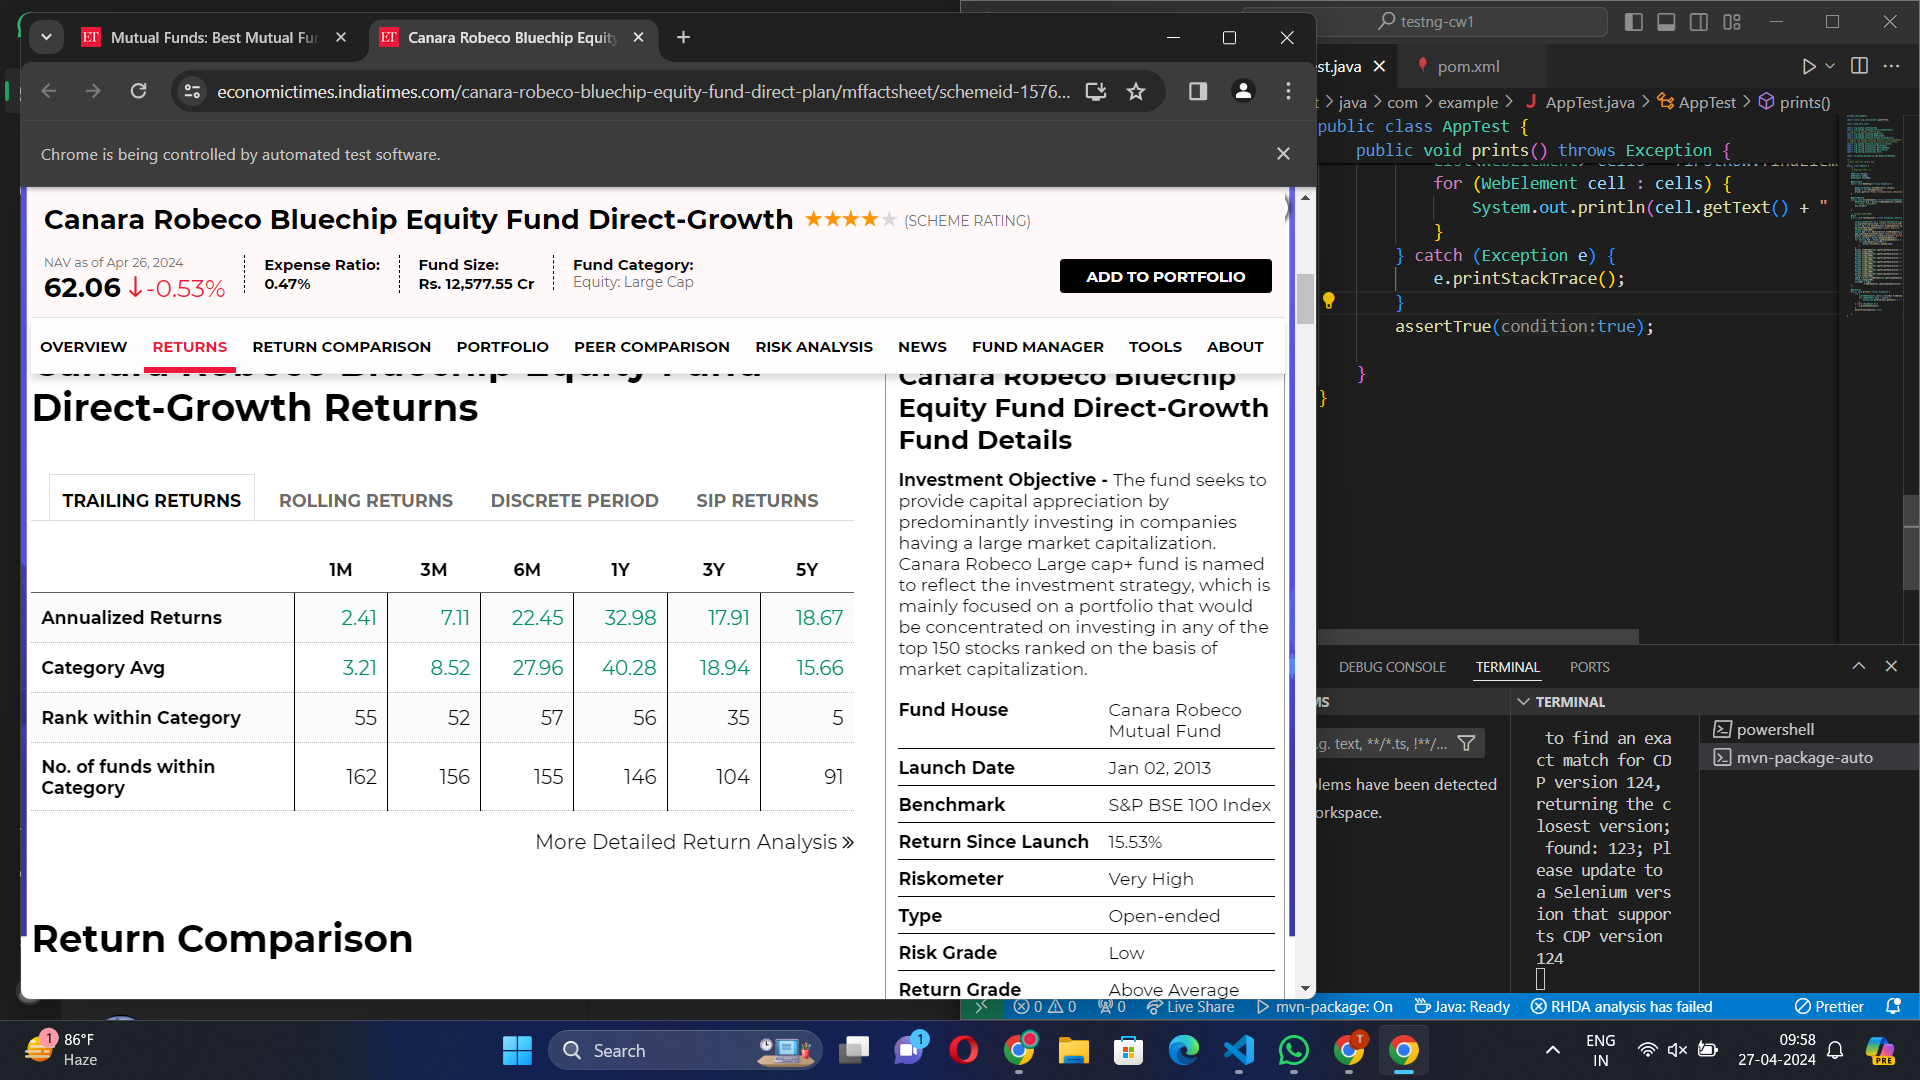 Mutual Funds: Best Mutual Fur
Canara Robeco Bluechip Equity
economictimes.indiatimes.com/canara-robeco-bluechip-equity-fund-direct-plan/mffactsheet/schemeid-1576...
Chrome is being controlled by automated test software.
Canara Robeco Bluechip Equity Fund Direct-Growth
(SCHEME RATING)
NAV as of Apr 26, 2024
62.06 ↓-0.53%
Expense Ratio:
0.47%
Fund Size:
Rs. 12,577.55 Cr
Fund Category:
Equity: Large Cap
ADD TO PORTFOLIO
OVERVIEW RETURNS RETURN COMPARISON PORTFOLIO PEER COMPARISON RISK ANALYSIS NEWS FUND MANAGER TOOLS ABOUT
Canara Robeco Bluechip Equity Fund
Direct-Growth Returns
TRAILING RETURNS ROLLING RETURNS DISCRETE PERIOD SIP RETURNS
1M 3M 6M 1Y 3Y 5Y
Annualized Returns 2.41 7.11 22.45 32.98 17.91 18.67
Category Avg 3.21 8.52 27.96 40.28 18.94 15.66
Rank within Category 55 52 57 56 35 5
No. of funds within
Category 162 156 155 146 104 91
More Detailed Return Analysis »
Return Comparison
Canara Robeco Bluechip
Equity Fund Direct-Growth
Fund Details
Investment Objective - The fund seeks to
provide capital appreciation by
predominantly investing in companies
having a large market capitalization.
Canara Robeco Large cap+ fund is named
to reflect the investment strategy, which is
mainly focused on a portfolio that would
be concentrated on investing in any of the
top 150 stocks ranked on the basis of
market capitalization.
Fund House Canara Robeco
Mutual Fund
Launch Date Jan 02, 2013
Benchmark S&P BSE 100 Index
Return Since Launch 15.53%
Riskometer Very High
Type Open-ended
Risk Grade Low
Return Grade Above Average
testng-cw1
st.java
pom.xml
t > java > com > example > J AppTest.java > AppTest > prints()
public class AppTest {
public void prints() throws Exception {
for (WebElement cell : cells) {
System.out.println(cell.getText() + "
}
} catch (Exception e) {
e.printStackTrace();
}
assertTrue(condition:true);
}
}
DEBUG CONSOLE TERMINAL PORTS
MS
.g. text, **/*.ts, !**/...
lems have been detected
orkspace.
TERMINAL
to find an exa
ct match for CD
P version 124,
returning the c
losest version;
found: 123; Pl
ease update to
a Selenium vers
ion that suppor
ts CDP version
124
powershell
mvn-package-auto
0 0 0 Live Share mvn-package: On Java: Ready RHDA analysis has failed Prettier
1
86°F
Haze
Search
1
T
ENG
IN
09:58
27-04-2024
PRE